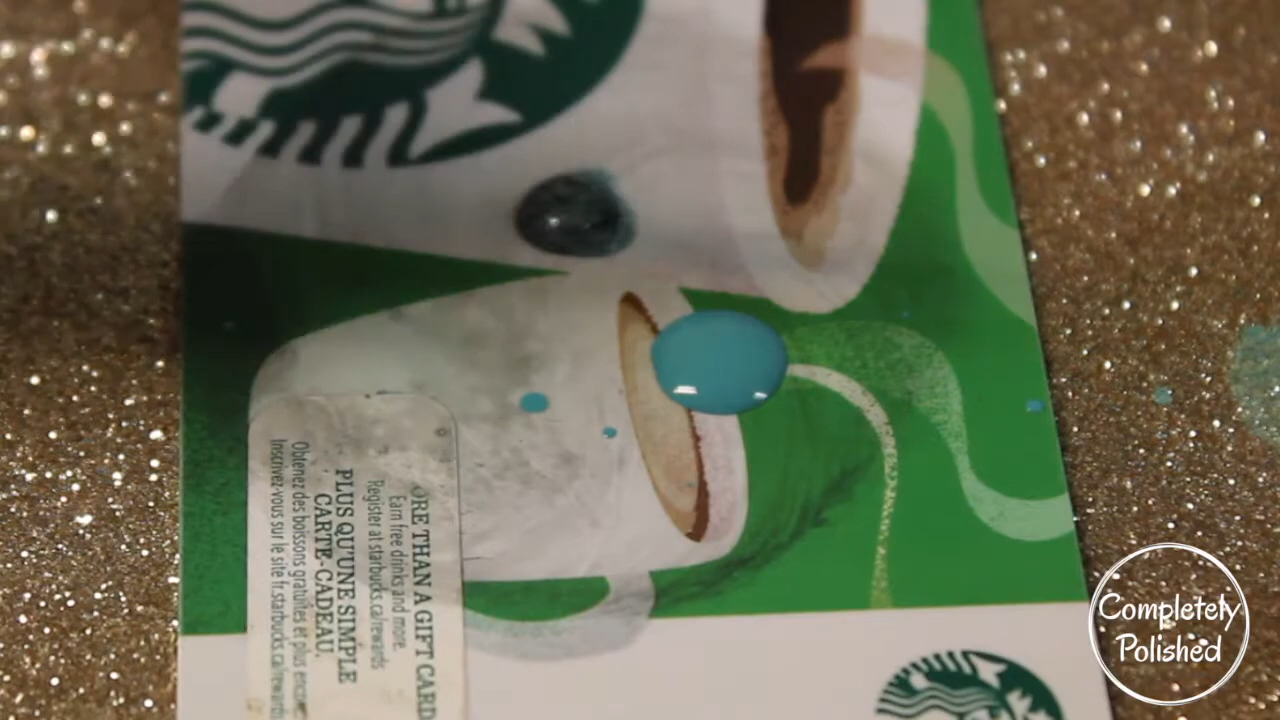 ORE THAN A GIFT CARD
Earn free drinks and more.
Register at starbucks.ca/rewards
PLUS QU'UNE SIMPLE
CARTE-CADEAU.
Obtenez des boissons gratuites et plus
Inscrivez-vous sur le site fr.starbucks.ca/rewards
Completely
Polished